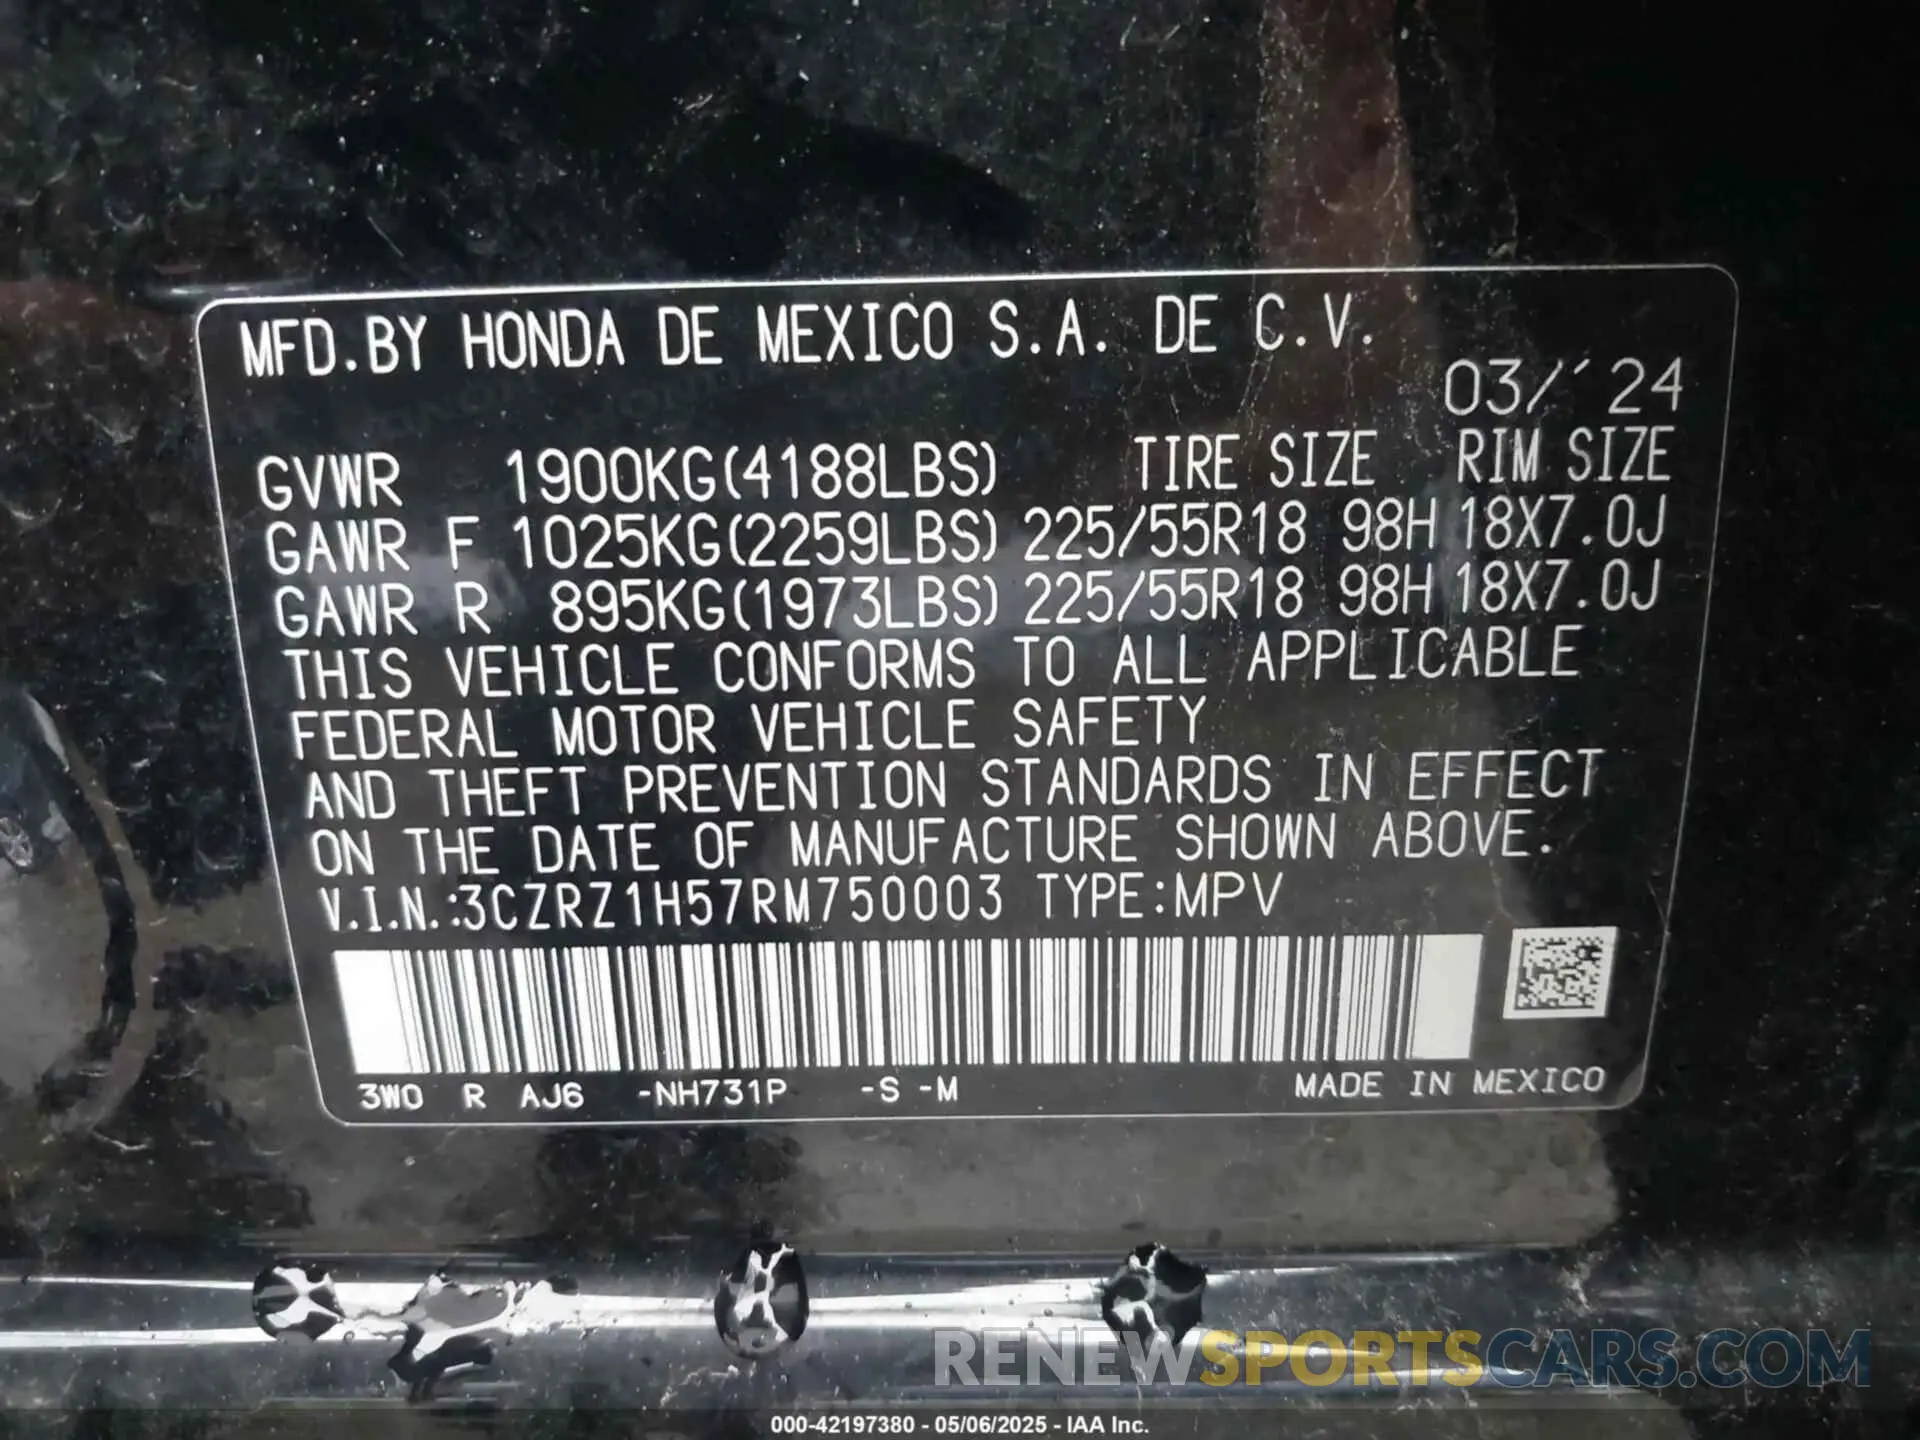 MFD.BY HONDA DE MEXICO S.A. DE C.V.
03/´24
GVWR 1900KG(4188LBS) TIRE SIZE RIM SIZE
GAWR F 1025KG(2259LBS) 225/55R18 98H 18X7.0J
GAWR R 895KG(1973LBS) 225/55R18 98H 18X7.0J
THIS VEHICLE CONFORMS TO ALL APPLICABLE
FEDERAL MOTOR VEHICLE SAFETY
AND THEFT PREVENTION STANDARDS IN EFFECT
ON THE DATE OF MANUFACTURE SHOWN ABOVE.
V.I.N.:3CZRZ1H57RM750003 TYPE:MPV
3W0 R AJ6 -NH731P -S -M MADE IN MEXICO
RENEWSPORTSCARS.COM
000-42197380 - 05/06/2025 - IAA Inc.